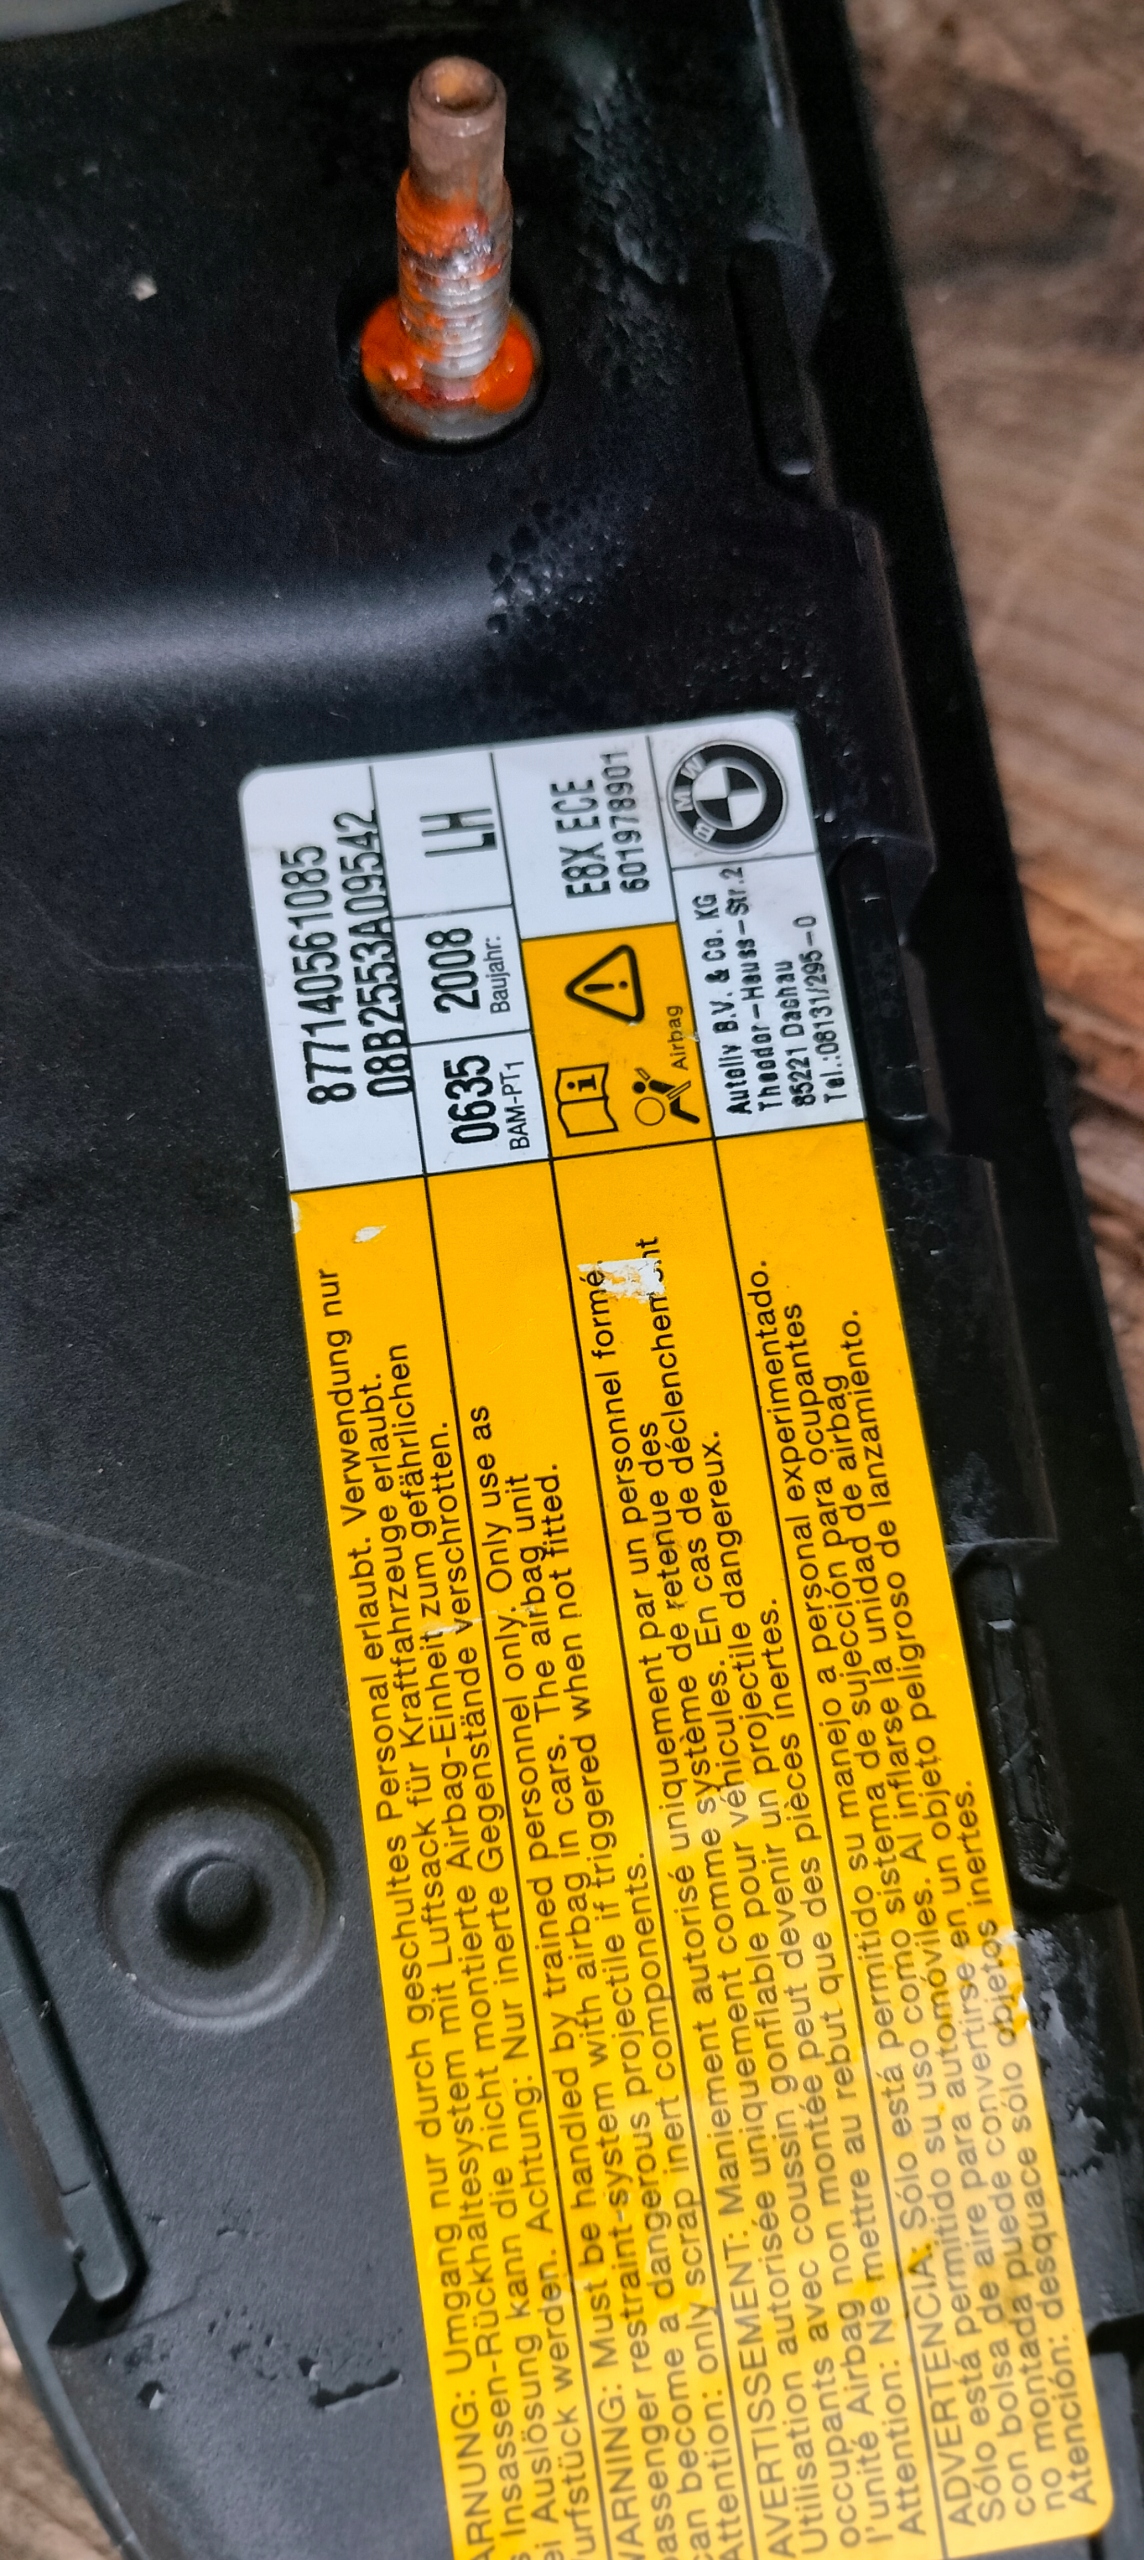 877140561085
08B2553A09542
0635
BAM-PT1
2008
Baujahr:
LH
E8X ECE
601978901
Airbag
BMW
Autoliv B.V. & Co. KG
Theodor-Heuss-Str.2
85221 Dachau
Tel.:08131/295-0
ARNUNG: Umgang nur durch geschultes Personal erlaubt. Verwendung nur
s Insassen-Rückhaltesystem mit Luftsack für Kraftfahrzeuge erlaubt.
ei Auslösung kann die nicht montierte Airbag-Einheit zum gefährlichen
urfstück werden. Achtung: Nur inerte Gegenstände verschrotten.
WARNING: Must be handled by trained personnel only. Only use as
passenger restraint-system with airbag in cars. The airbag unit
can become a dangerous projectile if triggered when not fitted.
Attention: only scrap inert components.
AVERTISSEMENT: Maniement autorisé uniquement par un personnel formé.
Utilisation autorisée uniquement comme système de retenue des
occupants avec coussin gonflable pour véhicules. En cas de déclenchement
l'unité Airbag non montée peut devenir un projectile dangereux.
Attention: Ne mettre au rebut que des pièces inertes.
ADVERTENCIA: Sólo está permitido su manejo a personal experimentado.
Sólo está permitido su uso como sistema de sujección para ocupantes
con bolsa de aire para automóviles. Al inflarse la unidad de airbag
no montada puede convertirse en un objeto peligroso de lanzamiento.
Atención: desguace sólo objetos inertes.